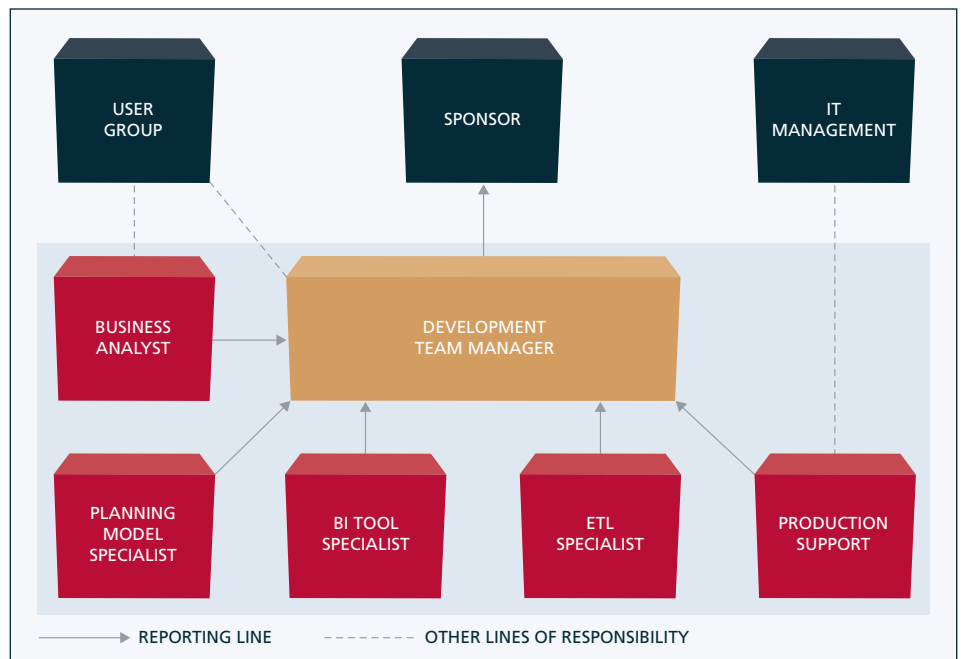 USER
GROUP
SPONSOR
IT
MANAGEMENT
BUSINESS
ANALYST
DEVELOPMENT
TEAM MANAGER
PLANNING
MODEL
SPECIALIST
BI TOOL
SPECIALIST
ETL
SPECIALIST
PRODUCTION
SUPPORT
REPORTING LINE
OTHER LINES OF RESPONSIBILITY